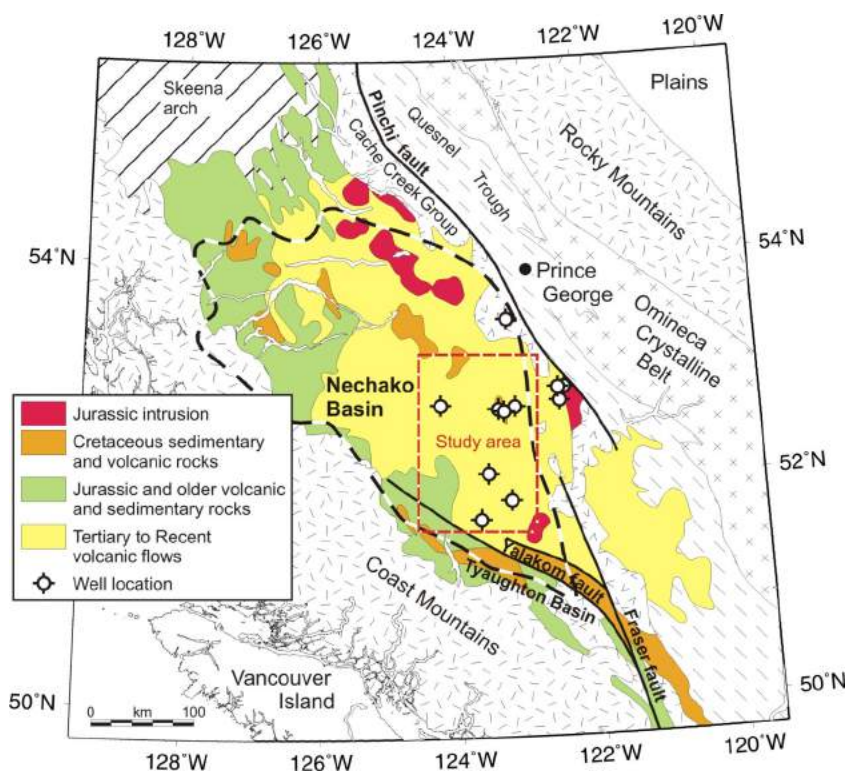 128°W
126°W
124°W
122°W
120°W
Skeena
arch
Plains
Pinchi fault
Quesnel
Trough
Cache Creek Group
Rocky Mountains
54°N
54°N
Prince
George
Omineca
Crystalline
Belt
Nechako
Basin
Study area
Jurassic intrusion
Cretaceous sedimentary
and volcanic rocks
Jurassic and older volcanic
and sedimentary rocks
Tertiary to Recent
volcanic flows
Well location
52°N
Yalakom fault
Tyaughton Basin
Fraser fault
Coast Mountains
Vancouver
Island
50°N
50°N
0 km 100
128°W
126°W
124°W
122°W
120°W